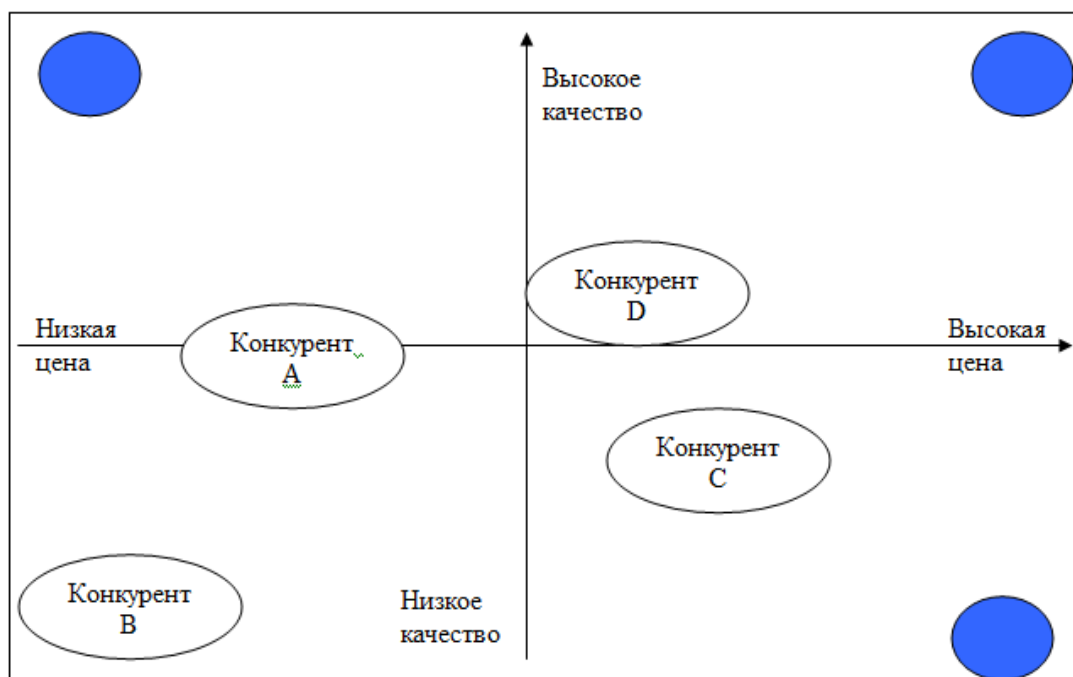 Высокое
качество
Конкурент
D
Низкая
цена
Конкурент
A
Высокая
цена
Конкурент
C
Конкурент
B
Низкое
качество